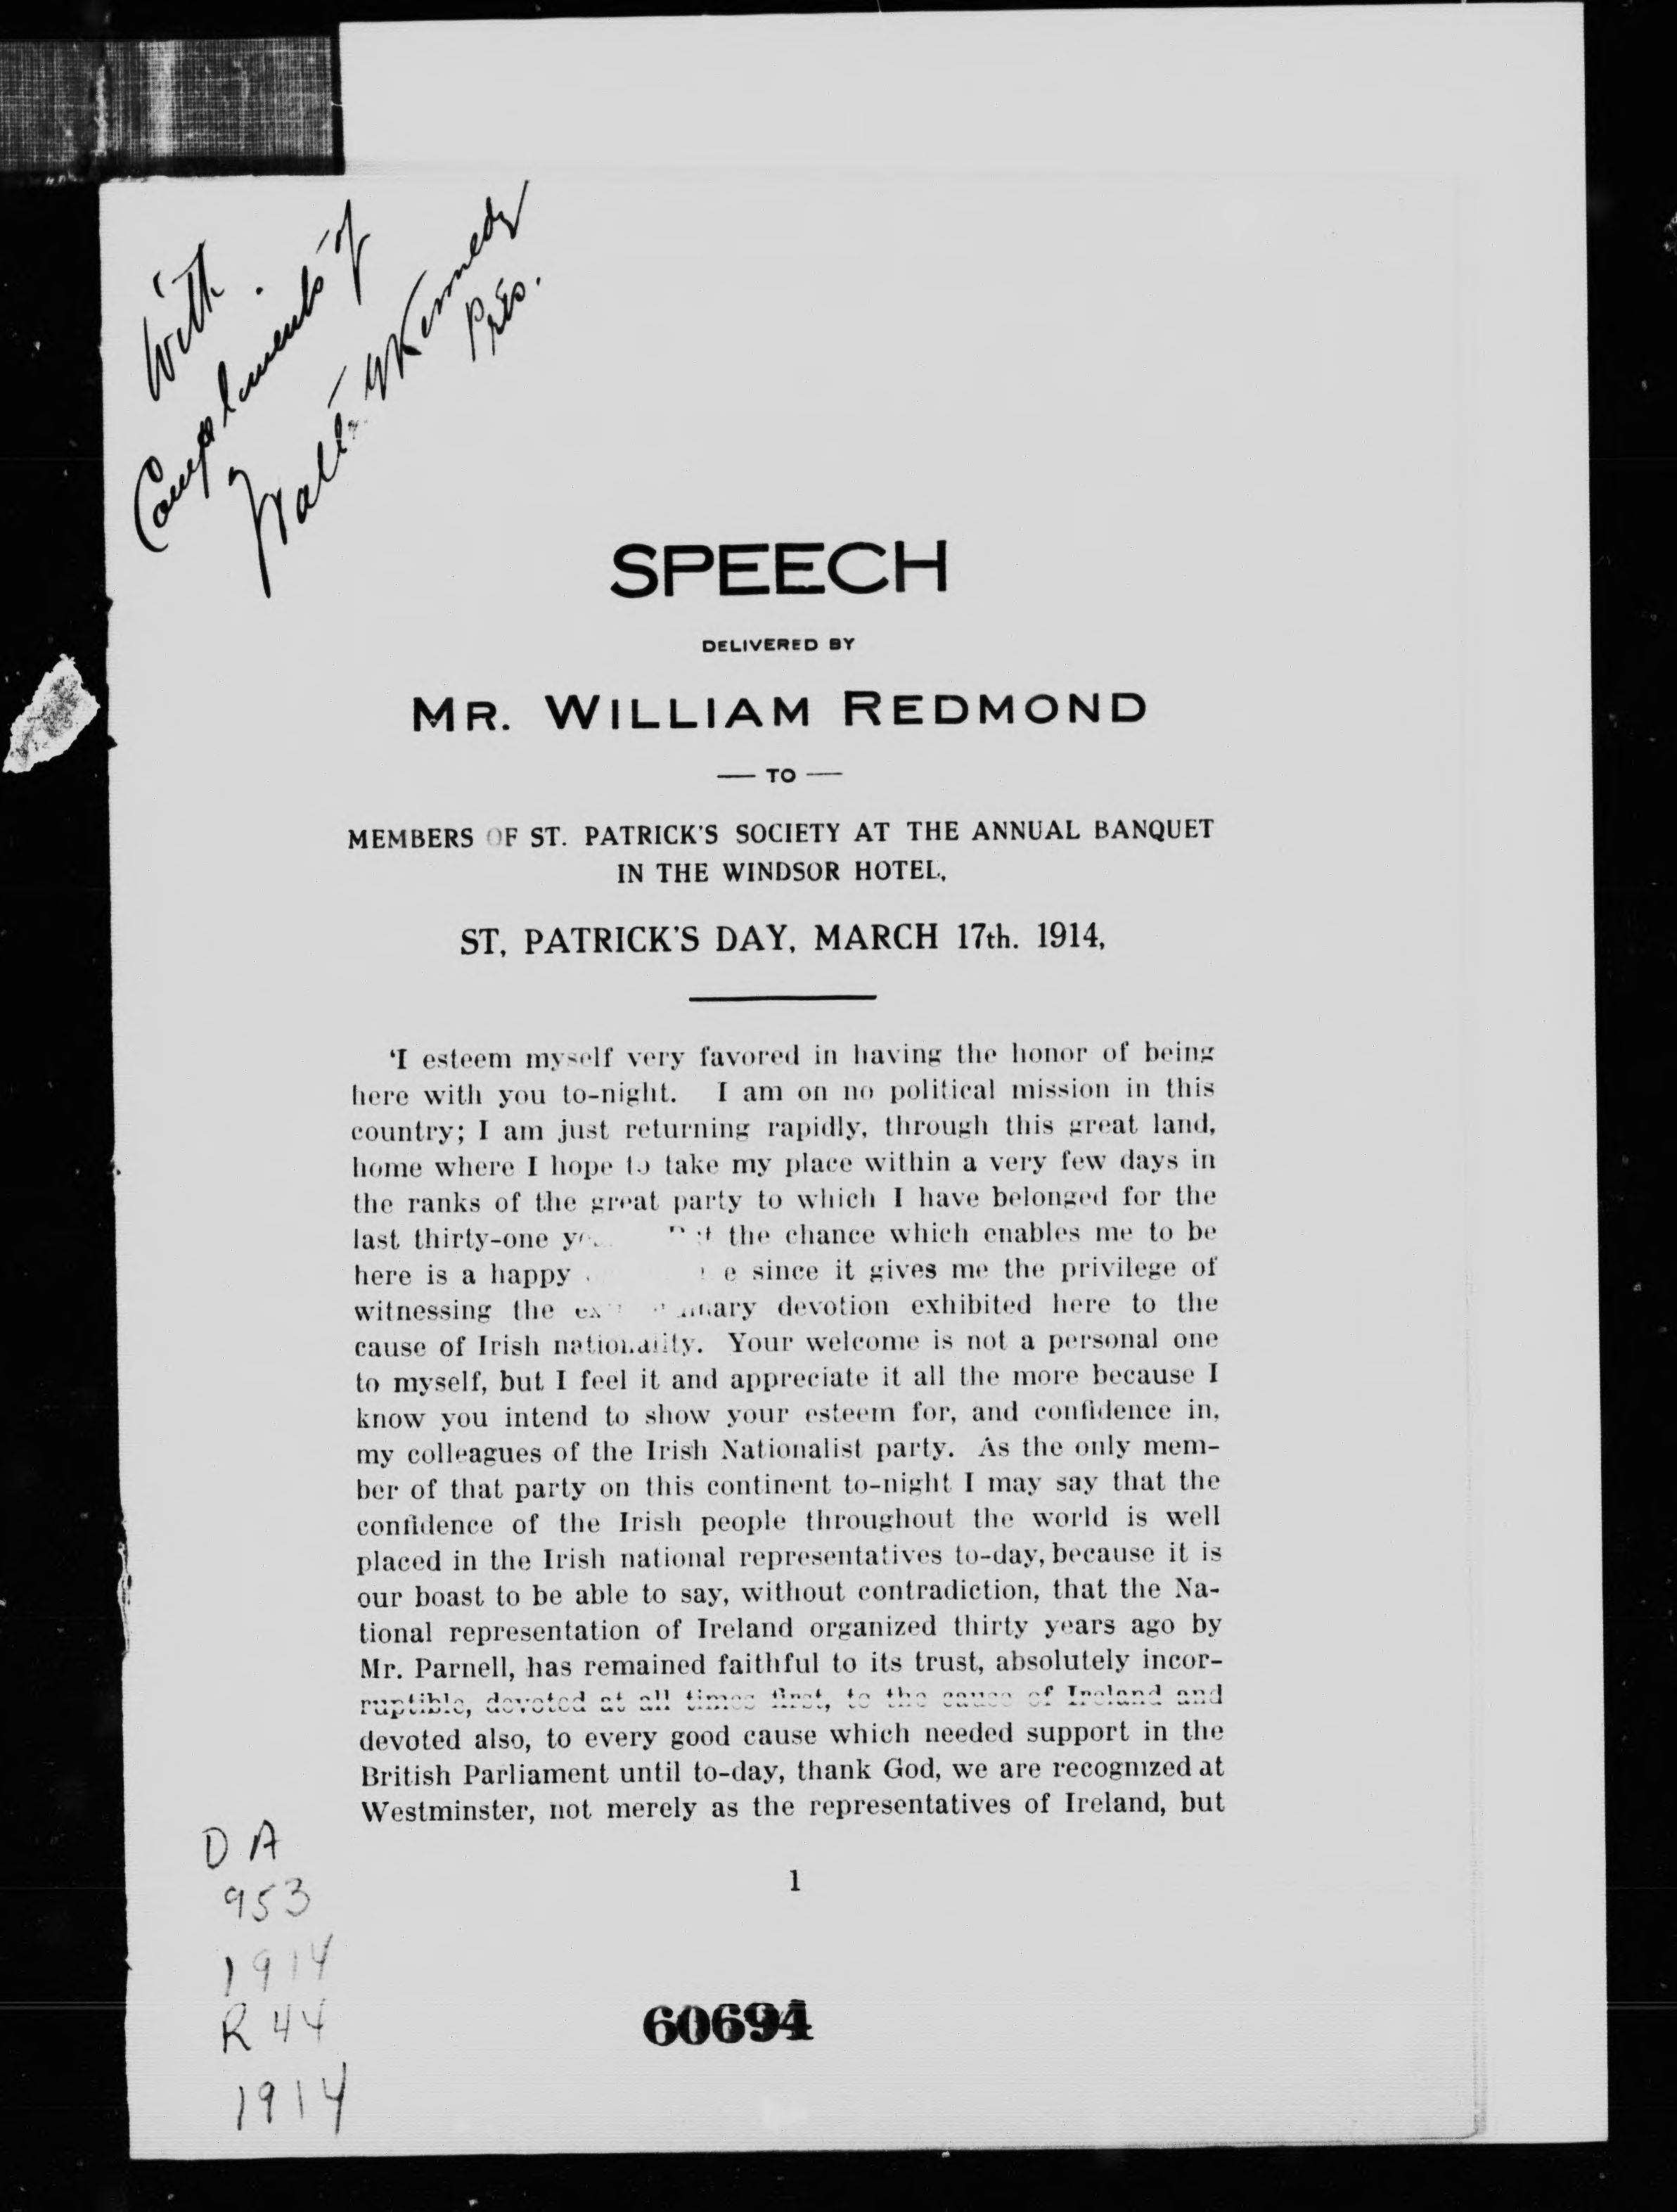 With
Compliments of
Kennedy
Pres.
SPEECH
DELIVERED BY
MR. WILLIAM REDMOND
— TO —
MEMBERS OF ST. PATRICK'S SOCIETY AT THE ANNUAL BANQUET
IN THE WINDSOR HOTEL,
ST, PATRICK'S DAY, MARCH 17th. 1914,
'I esteem myself very favored in having the honor of being
here with you to-night. I am on no political mission in this
country; I am just returning rapidly, through this great land,
home where I hope to take my place within a very few days in
the ranks of the great party to which I have belonged for the
last thirty-one the chance which enables me to be
here is a happy since it gives me the privilege of
witnessing the devotion exhibited here to the
cause of Irish nationality. Your welcome is not a personal one
to myself, but I feel it and appreciate it all the more because I
know you intend to show your esteem for, and confidence in,
my colleagues of the Irish Nationalist party. As the only mem-
ber of that party on this continent to-night I may say that the
confidence of the Irish people throughout the world is well
placed in the Irish national representatives to-day, because it is
our boast to be able to say, without contradiction, that the Na-
tional representation of Ireland organized thirty years ago by
Mr. Parnell, has remained faithful to its trust, absolutely incor-
ruptible, devoted at all times first, to the cause of Ireland and
devoted also, to every good cause which needed support in the
British Parliament until to-day, thank God, we are recognized at
Westminster, not merely as the representatives of Ireland, but
1
DA
953
1914
R44
1914
60694